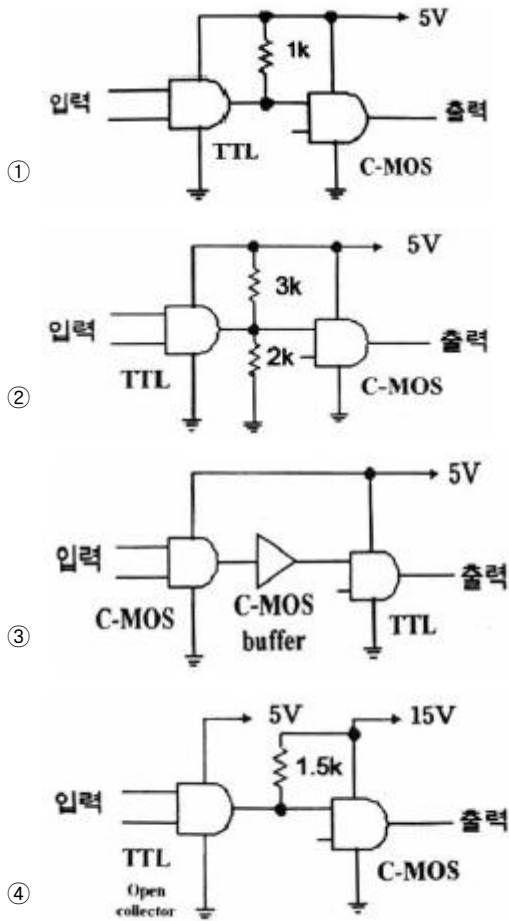 5V
1k
입력
출력
TTL
C-MOS
①
5V
3k
입력
출력
2k
TTL
C-MOS
②
5V
입력
출력
C-MOS
C-MOS
buffer
TTL
③
5V
15V
1.5k
입력
출력
TTL
C-MOS
Open
collector
④